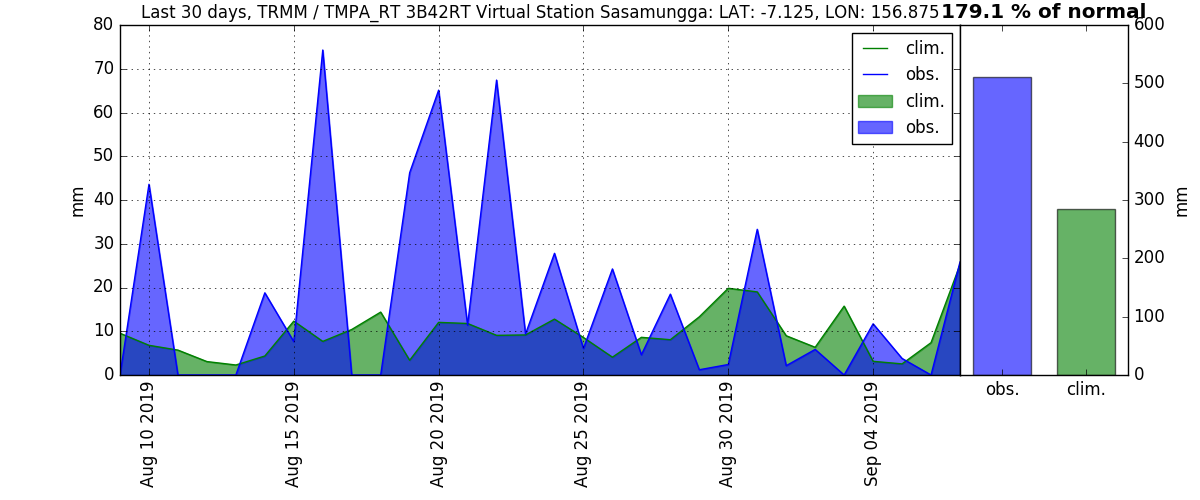 Last 30 days, TRMM / TMPA_RT 3B42RT Virtual Station Sasamungga: LAT: -7.125, LON: 156.875
179.1 % of normal
80
70
60
50
40
30
20
10
0
mm
clim.
obs.
clim.
obs.
Aug 10 2019
Aug 15 2019
Aug 20 2019
Aug 25 2019
Aug 30 2019
Sep 04 2019
600
500
400
300
200
100
0
mm
obs.
clim.